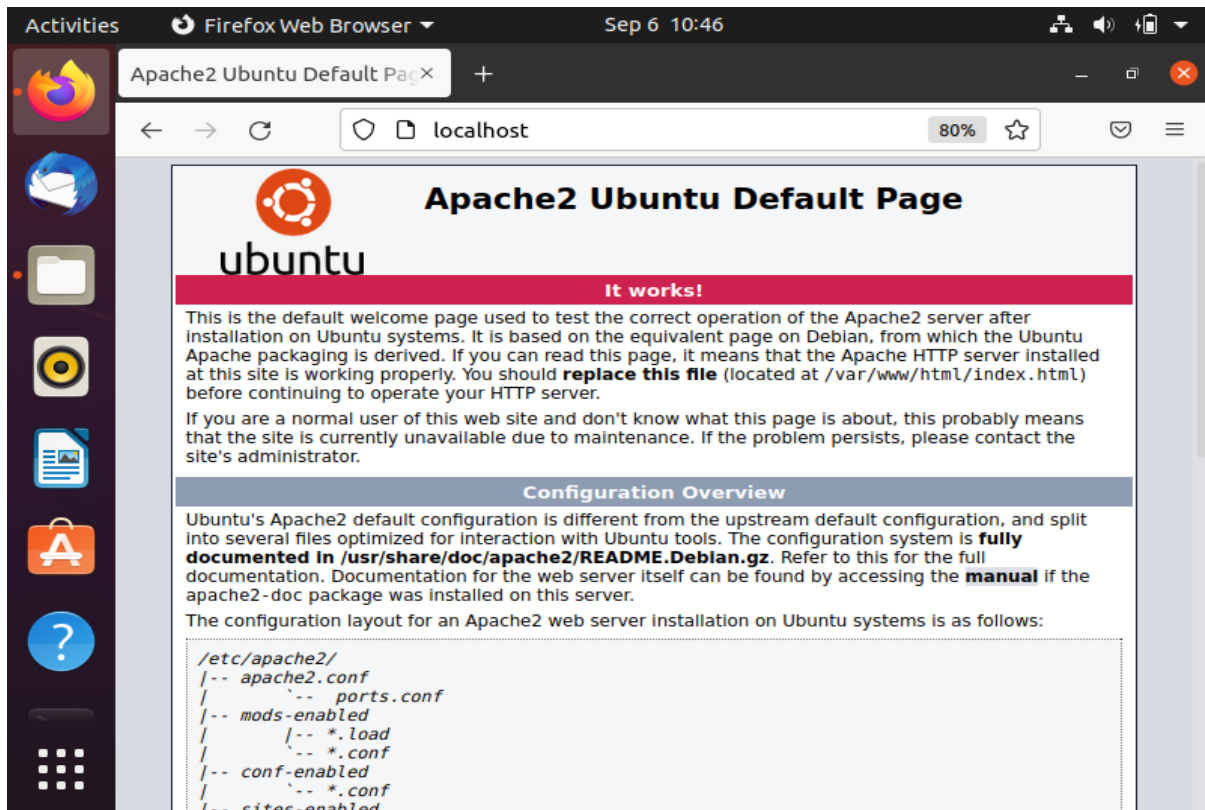 Activities Firefox Web Browser Sep 6 10:46
Apache2 Ubuntu Default Pag
localhost 80%
ubuntu
Apache2 Ubuntu Default Page
It works!
This is the default welcome page used to test the correct operation of the Apache2 server after
installation on Ubuntu systems. It is based on the equivalent page on Debian, from which the Ubuntu
Apache packaging is derived. If you can read this page, it means that the Apache HTTP server installed
at this site is working properly. You should replace this file (located at /var/www/html/index.html)
before continuing to operate your HTTP server.
If you are a normal user of this web site and don't know what this page is about, this probably means
that the site is currently unavailable due to maintenance. If the problem persists, please contact the
site's administrator.
Configuration Overview
Ubuntu's Apache2 default configuration is different from the upstream default configuration, and split
into several files optimized for interaction with Ubuntu tools. The configuration system is fully
documented in /usr/share/doc/apache2/README.Debian.gz. Refer to this for the full
documentation. Documentation for the web server itself can be found by accessing the manual if the
apache2-doc package was installed on this server.
The configuration layout for an Apache2 web server installation on Ubuntu systems is as follows:
/etc/apache2/
|-- apache2.conf
|       `--  ports.conf
|-- mods-enabled
|       |-- *.load
|       `-- *.conf
|-- conf-enabled
|       `-- *.conf
|-- sites-enabled